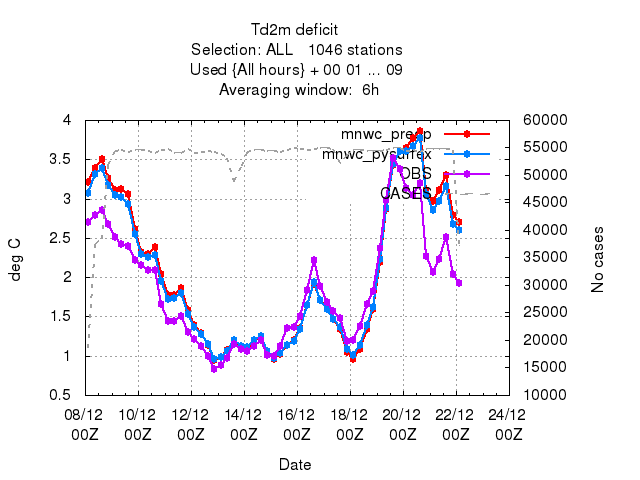 Td2m deficit
Selection: ALL   1046 stations
Used {All hours} + 00 01 ... 09
Averaging window:  6h
4
3.5
3
2.5
2
1.5
1
0.5
deg C
mnwc_precip
mnwc_pysurfex
OBS
CASES
60000
55000
50000
45000
40000
35000
30000
25000
20000
15000
10000
No cases
08/12 10/12 12/12 14/12 16/12 18/12 20/12 22/12 24/12
00Z 00Z 00Z 00Z 00Z 00Z 00Z 00Z 00Z
Date